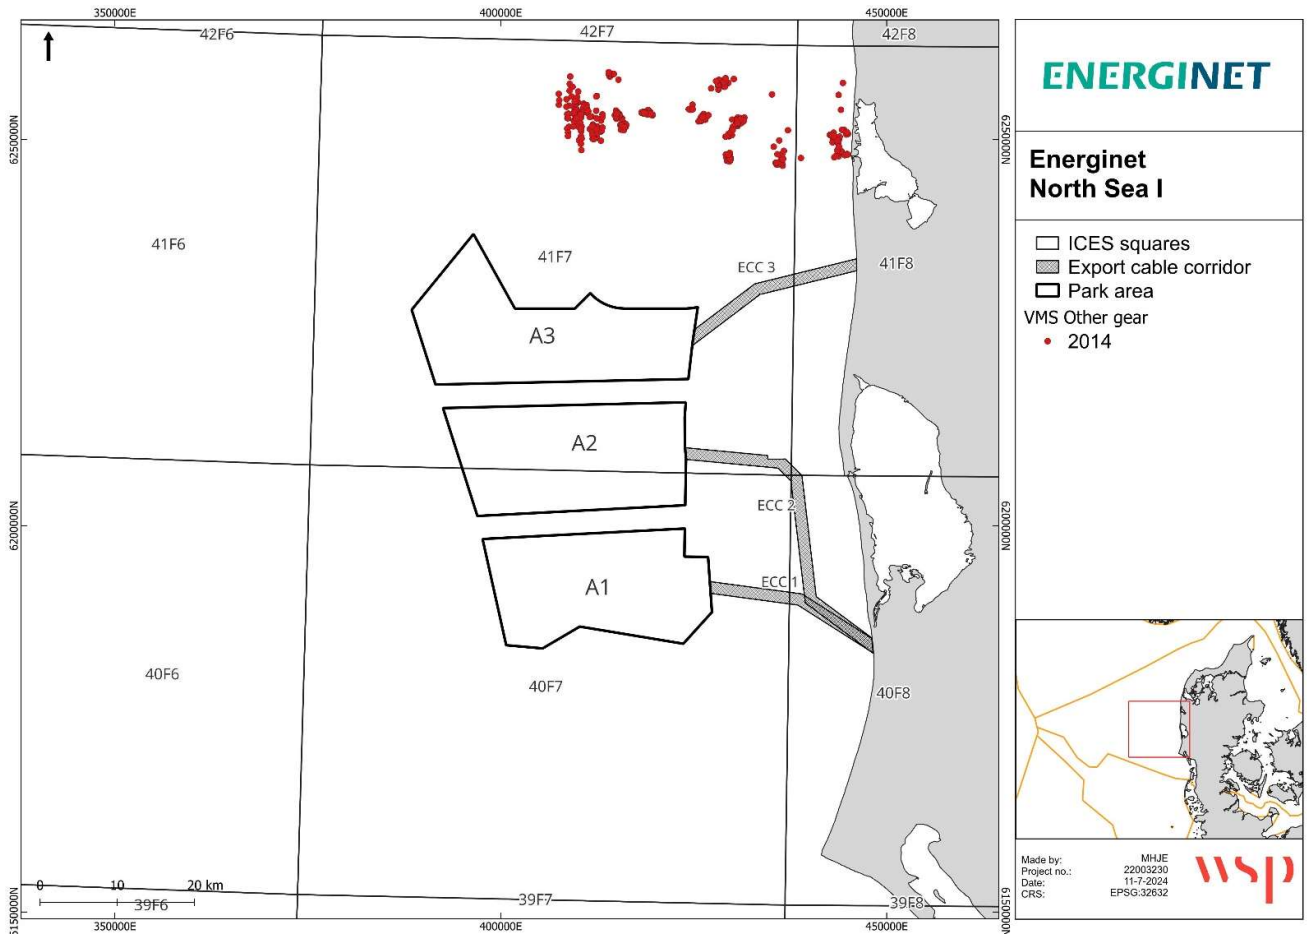 350000E
400000E
450000E
42F6
42F7
42F8
6250000N
6250000N
41F6
41F7
41F8
ECC 3
A3
A2
ECC 2
6200000N
6200000N
ECC 1
A1
40F6
40F7
40F8
0 10 20 km
39F6
39F7
39F8
6150000N
6150000N
350000E
400000E
450000E
ENERGINET
Energinet
North Sea I
ICES squares
Export cable corridor
Park area
VMS Other gear
2014
Made by: MHJE
Project no.: 22003230
Date: 11-7-2024
CRS: EPSG:32632
wsp